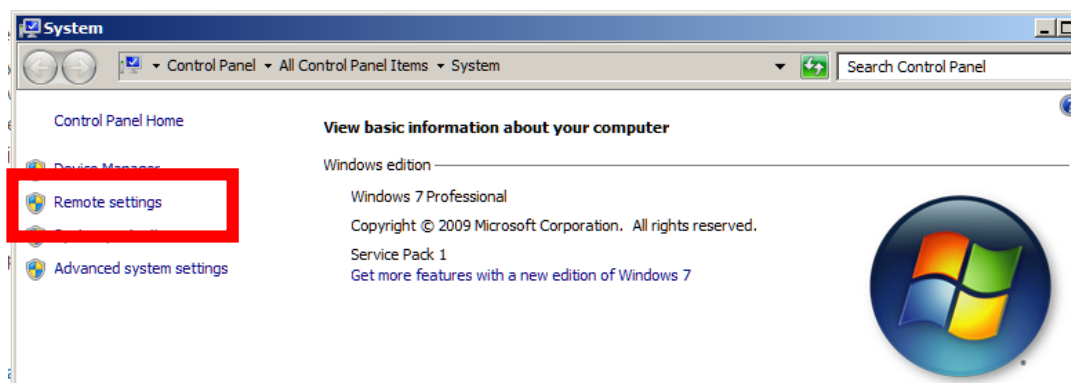 System
Control Panel All Control Panel Items System
Search Control Panel
Control Panel Home
Device Manager
Remote settings
Advanced system settings
View basic information about your computer
Windows edition
Windows 7 Professional
Copyright © 2009 Microsoft Corporation. All rights reserved.
Service Pack 1
Get more features with a new edition of Windows 7